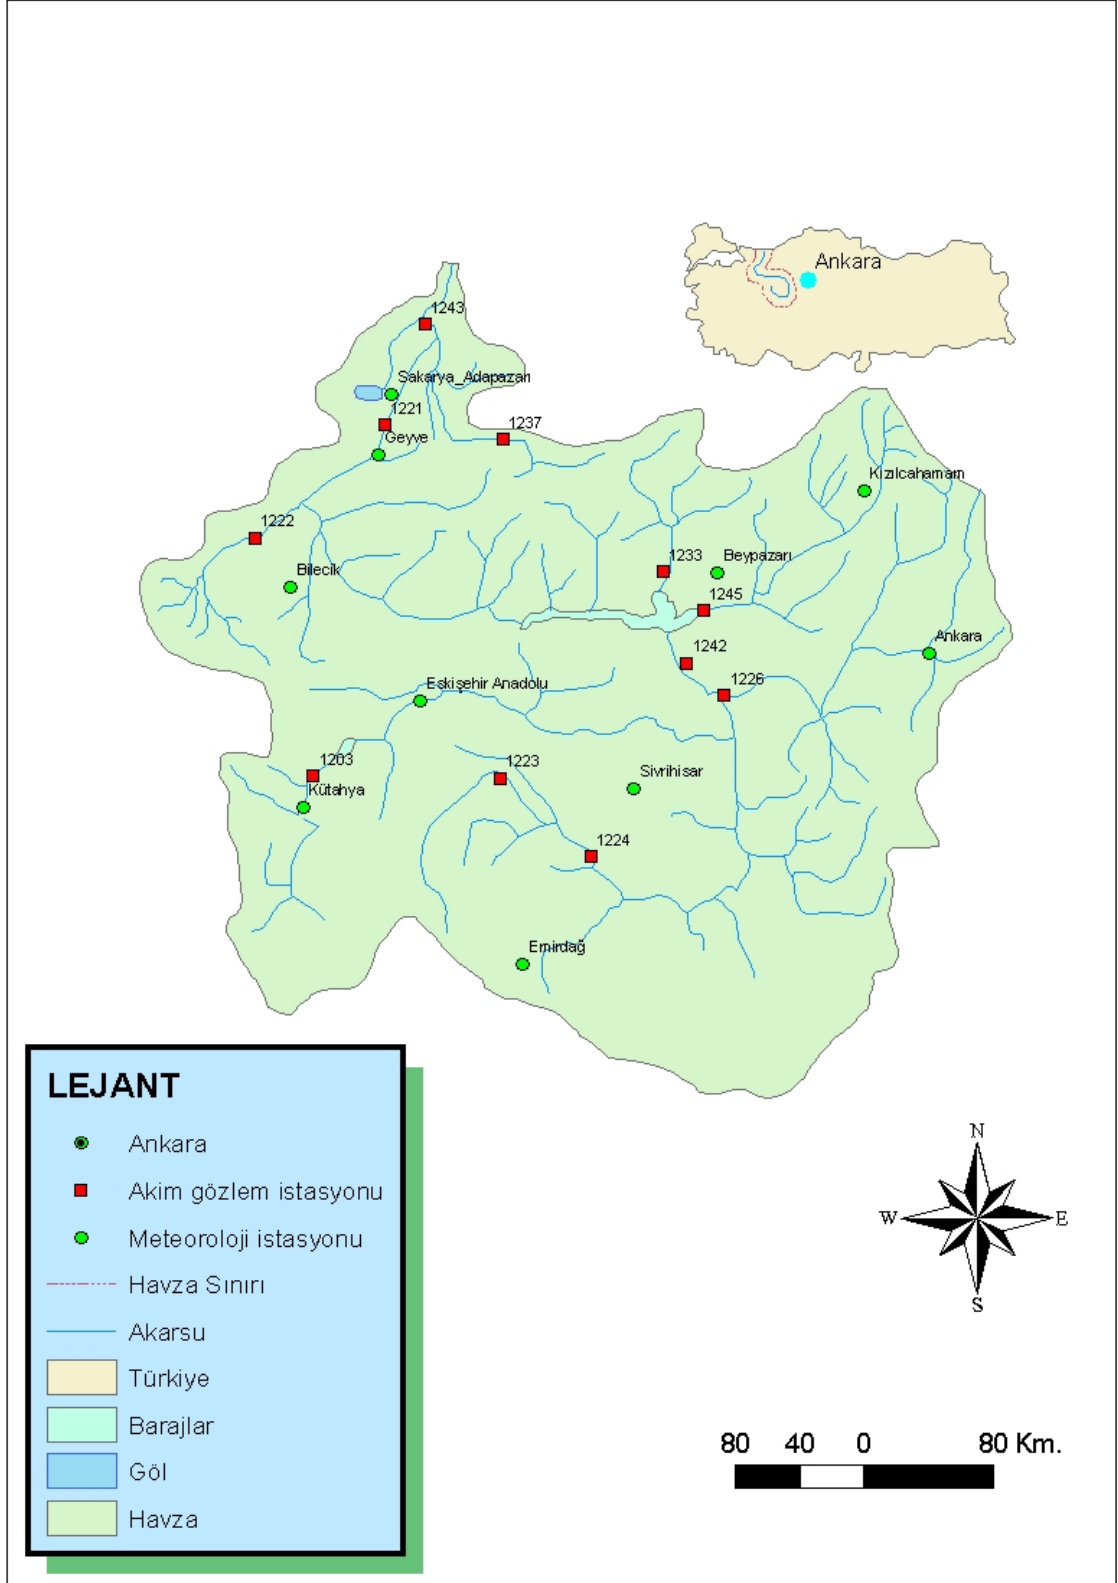 Ankara
1243
Sakarya_Adapazarı
1221
1237
Geyve
Kızılcahamam
1222
1233
Beypazarı
Bilecik
1245
Ankara
1242
Eskişehir Anadolu
1226
1203
1223
Sivrihisar
Kütahya
1224
Emirdağ
LEJANT
Ankara
Akim gözlem istasyonu
Meteoroloji istasyonu
Havza Sınırı
Akarsu
Türkiye
Barajlar
Göl
Havza
N
W E
S
80 40 0 80 Km.